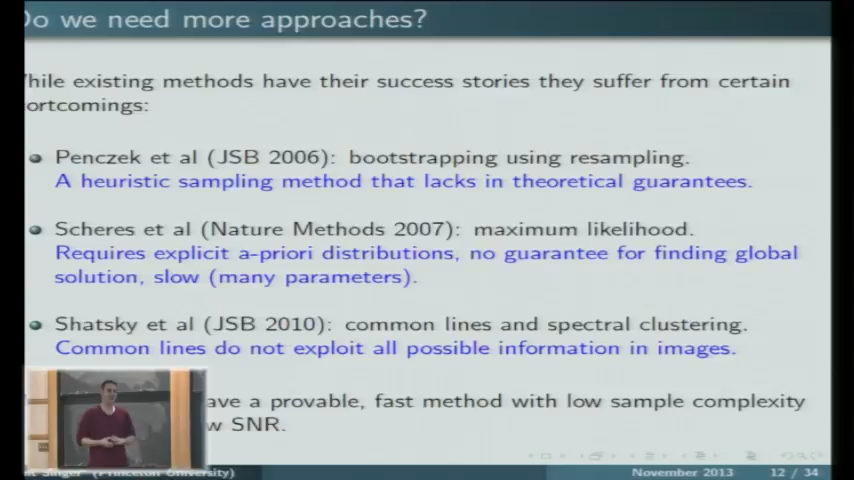 Do we need more approaches?
hile existing methods have their success stories they suffer from certain
ortcomings:
Penczek et al (JSB 2006): bootstrapping using resampling.
A heuristic sampling method that lacks in theoretical guarantees.
Scheres et al (Nature Methods 2007): maximum likelihood.
Requires explicit a-priori distributions, no guarantee for finding global
solution, slow (many parameters).
Shatsky et al (JSB 2010): common lines and spectral clustering.
Common lines do not exploit all possible information in images.
ave a provable, fast method with low sample complexity
w SNR.
Singer (Princeton University)
November 2013
12 / 34